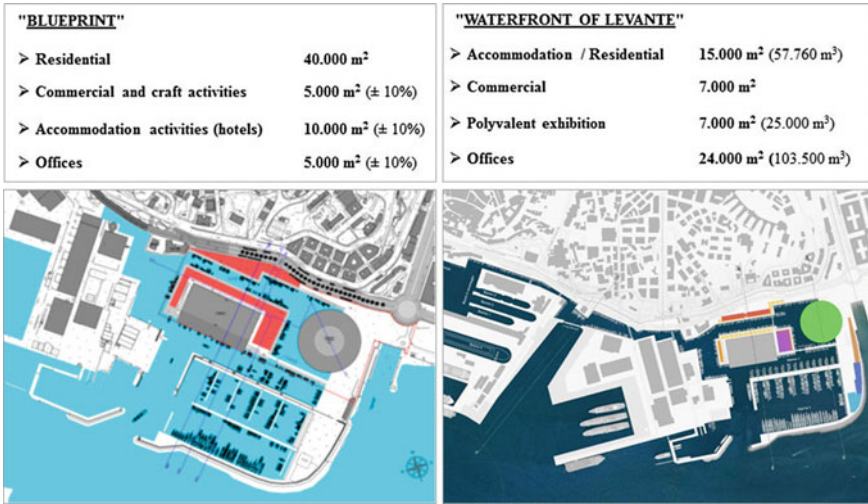 "BLUEPRINT"
➢ Residential 40.000 m²
➢ Commercial and craft activities 5.000 m² (± 10%)
➢ Accommodation activities (hotels) 10.000 m² (± 10%)
➢ Offices 5.000 m² (± 10%)
"WATERFRONT OF LEVANTE"
➢ Accommodation / Residential 15.000 m² (57.760 m³)
➢ Commercial 7.000 m²
➢ Polyvalent exhibition 7.000 m² (25.000 m³)
➢ Offices 24.000 m² (103.500 m³)